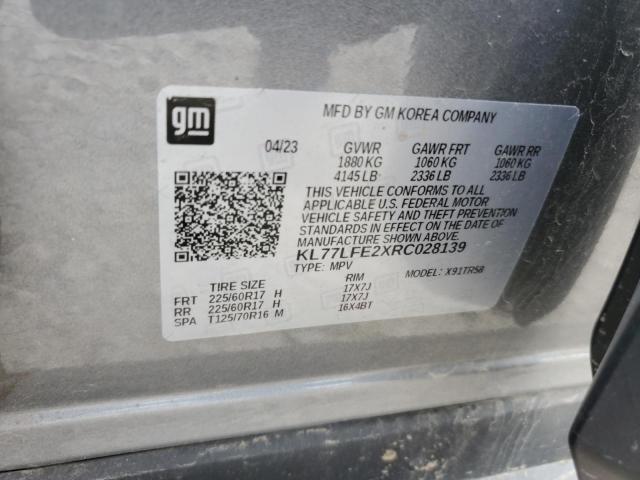 gm
MFD BY GM KOREA COMPANY
04/23 GVWR GAWR FRT GAWR RR
1880 KG 1060 KG 1060 KG
4145 LB 2336 LB 2336 LB
THIS VEHICLE CONFORMS TO ALL
APPLICABLE U.S. FEDERAL MOTOR
VEHICLE SAFETY AND THEFT PREVENTION
STANDARDS IN EFFECT ON THE DATE OF
MANUFACTURE SHOWN ABOVE.
KL77LFE2XRC028139
TYPE: MPV MODEL: X91TR58
TIRE SIZE RIM
FRT 225/60R17 H 17X7J
RR 225/60R17 H 17X7J
SPA T125/70R16 M 16X4BT